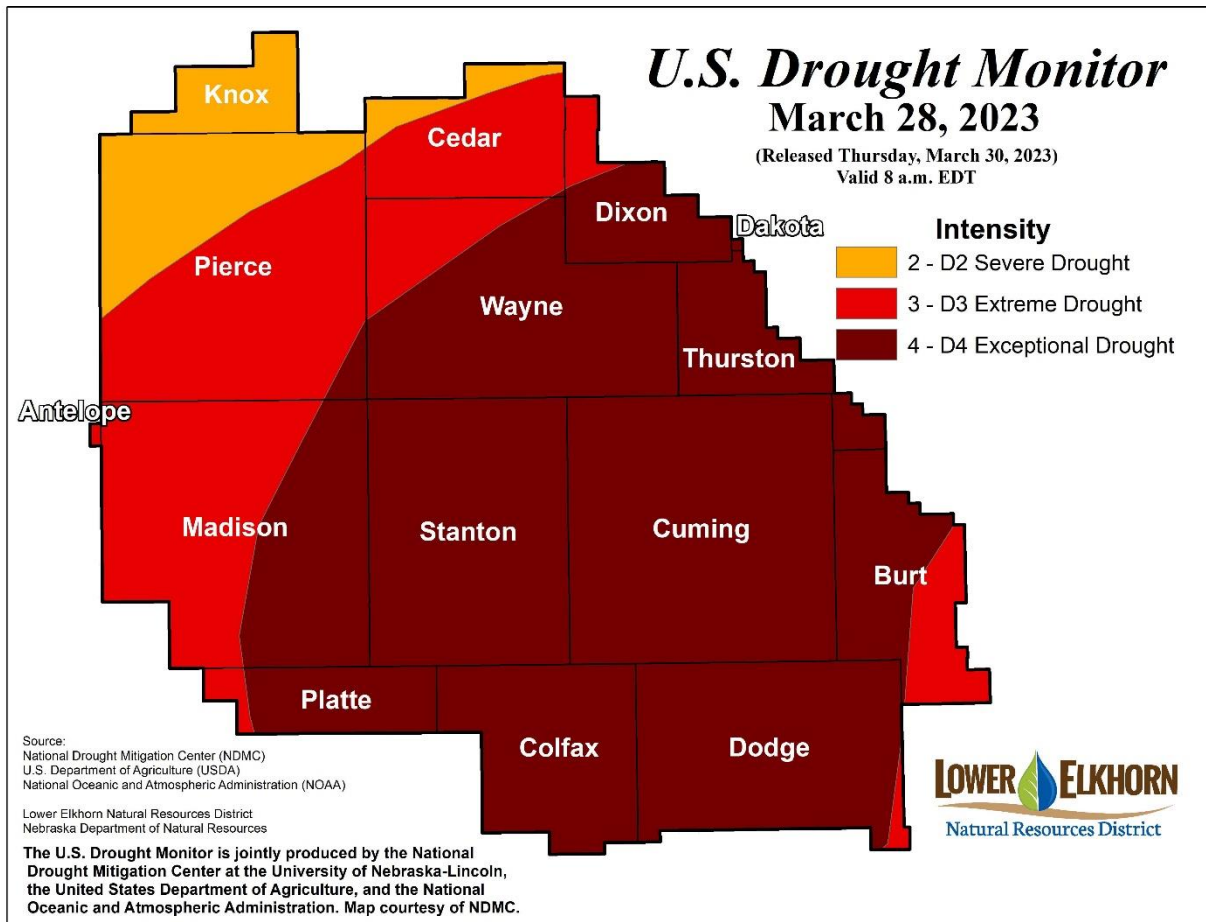 U.S. Drought Monitor
March 28, 2023
(Released Thursday, March 30, 2023)
Valid 8 a.m. EDT
Intensity
2 - D2 Severe Drought
3 - D3 Extreme Drought
4 - D4 Exceptional Drought
Knox
Cedar
Dixon
Dakota
Pierce
Wayne
Thurston
Antelope
Madison
Stanton
Cuming
Burt
Platte
Colfax
Dodge
Source:
National Drought Mitigation Center (NDMC)
U.S. Department of Agriculture (USDA)
National Oceanic and Atmospheric Administration (NOAA)
Lower Elkhorn Natural Resources District
Nebraska Department of Natural Resources
The U.S. Drought Monitor is jointly produced by the National
Drought Mitigation Center at the University of Nebraska-Lincoln,
the United States Department of Agriculture, and the National
Oceanic and Atmospheric Administration. Map courtesy of NDMC.
LOWER ELKHORN
Natural Resources District